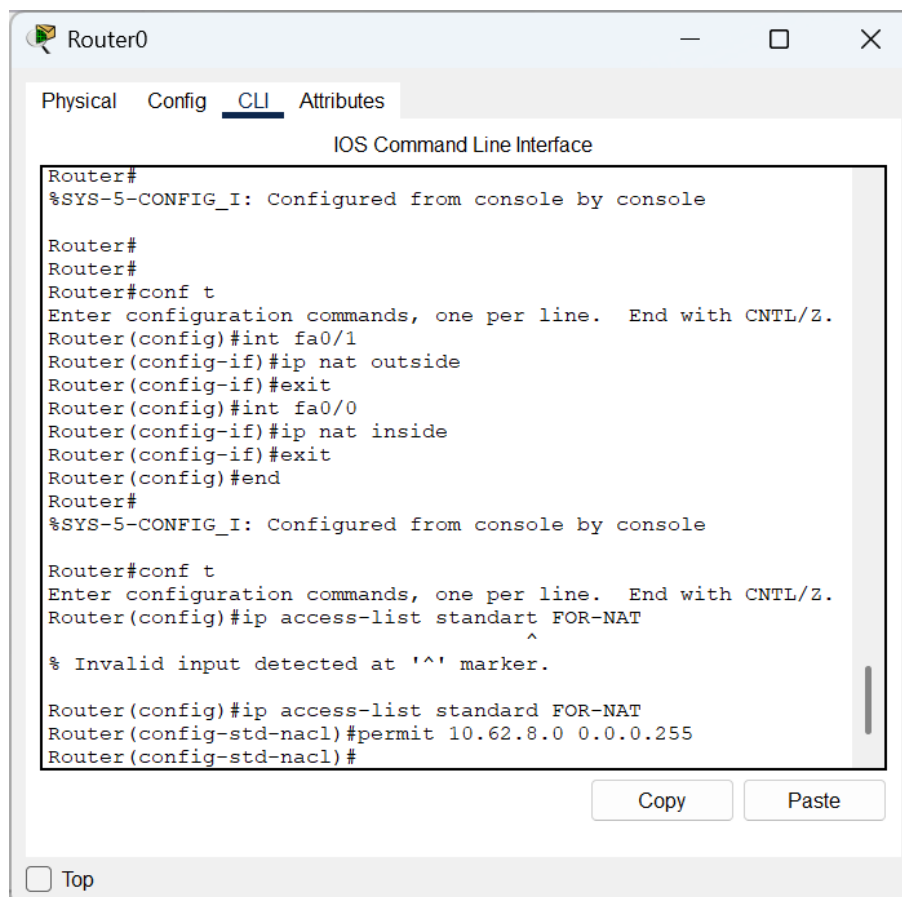 Router0
Physical Config CLI Attributes
IOS Command Line Interface
Router#
%SYS-5-CONFIG_I: Configured from console by console
Router#
Router#
Router#conf t
Enter configuration commands, one per line.  End with CNTL/Z.
Router(config)#int fa0/1
Router(config-if)#ip nat outside
Router(config-if)#exit
Router(config)#int fa0/0
Router(config-if)#ip nat inside
Router(config-if)#exit
Router(config)#end
Router#
%SYS-5-CONFIG_I: Configured from console by console
Router#conf t
Enter configuration commands, one per line.  End with CNTL/Z.
Router(config)#ip access-list standart FOR-NAT
^
% Invalid input detected at '^' marker.
Router(config)#ip access-list standard FOR-NAT
Router(config-std-nacl)#permit 10.62.8.0 0.0.0.255
Router(config-std-nacl)#
Copy Paste
Top